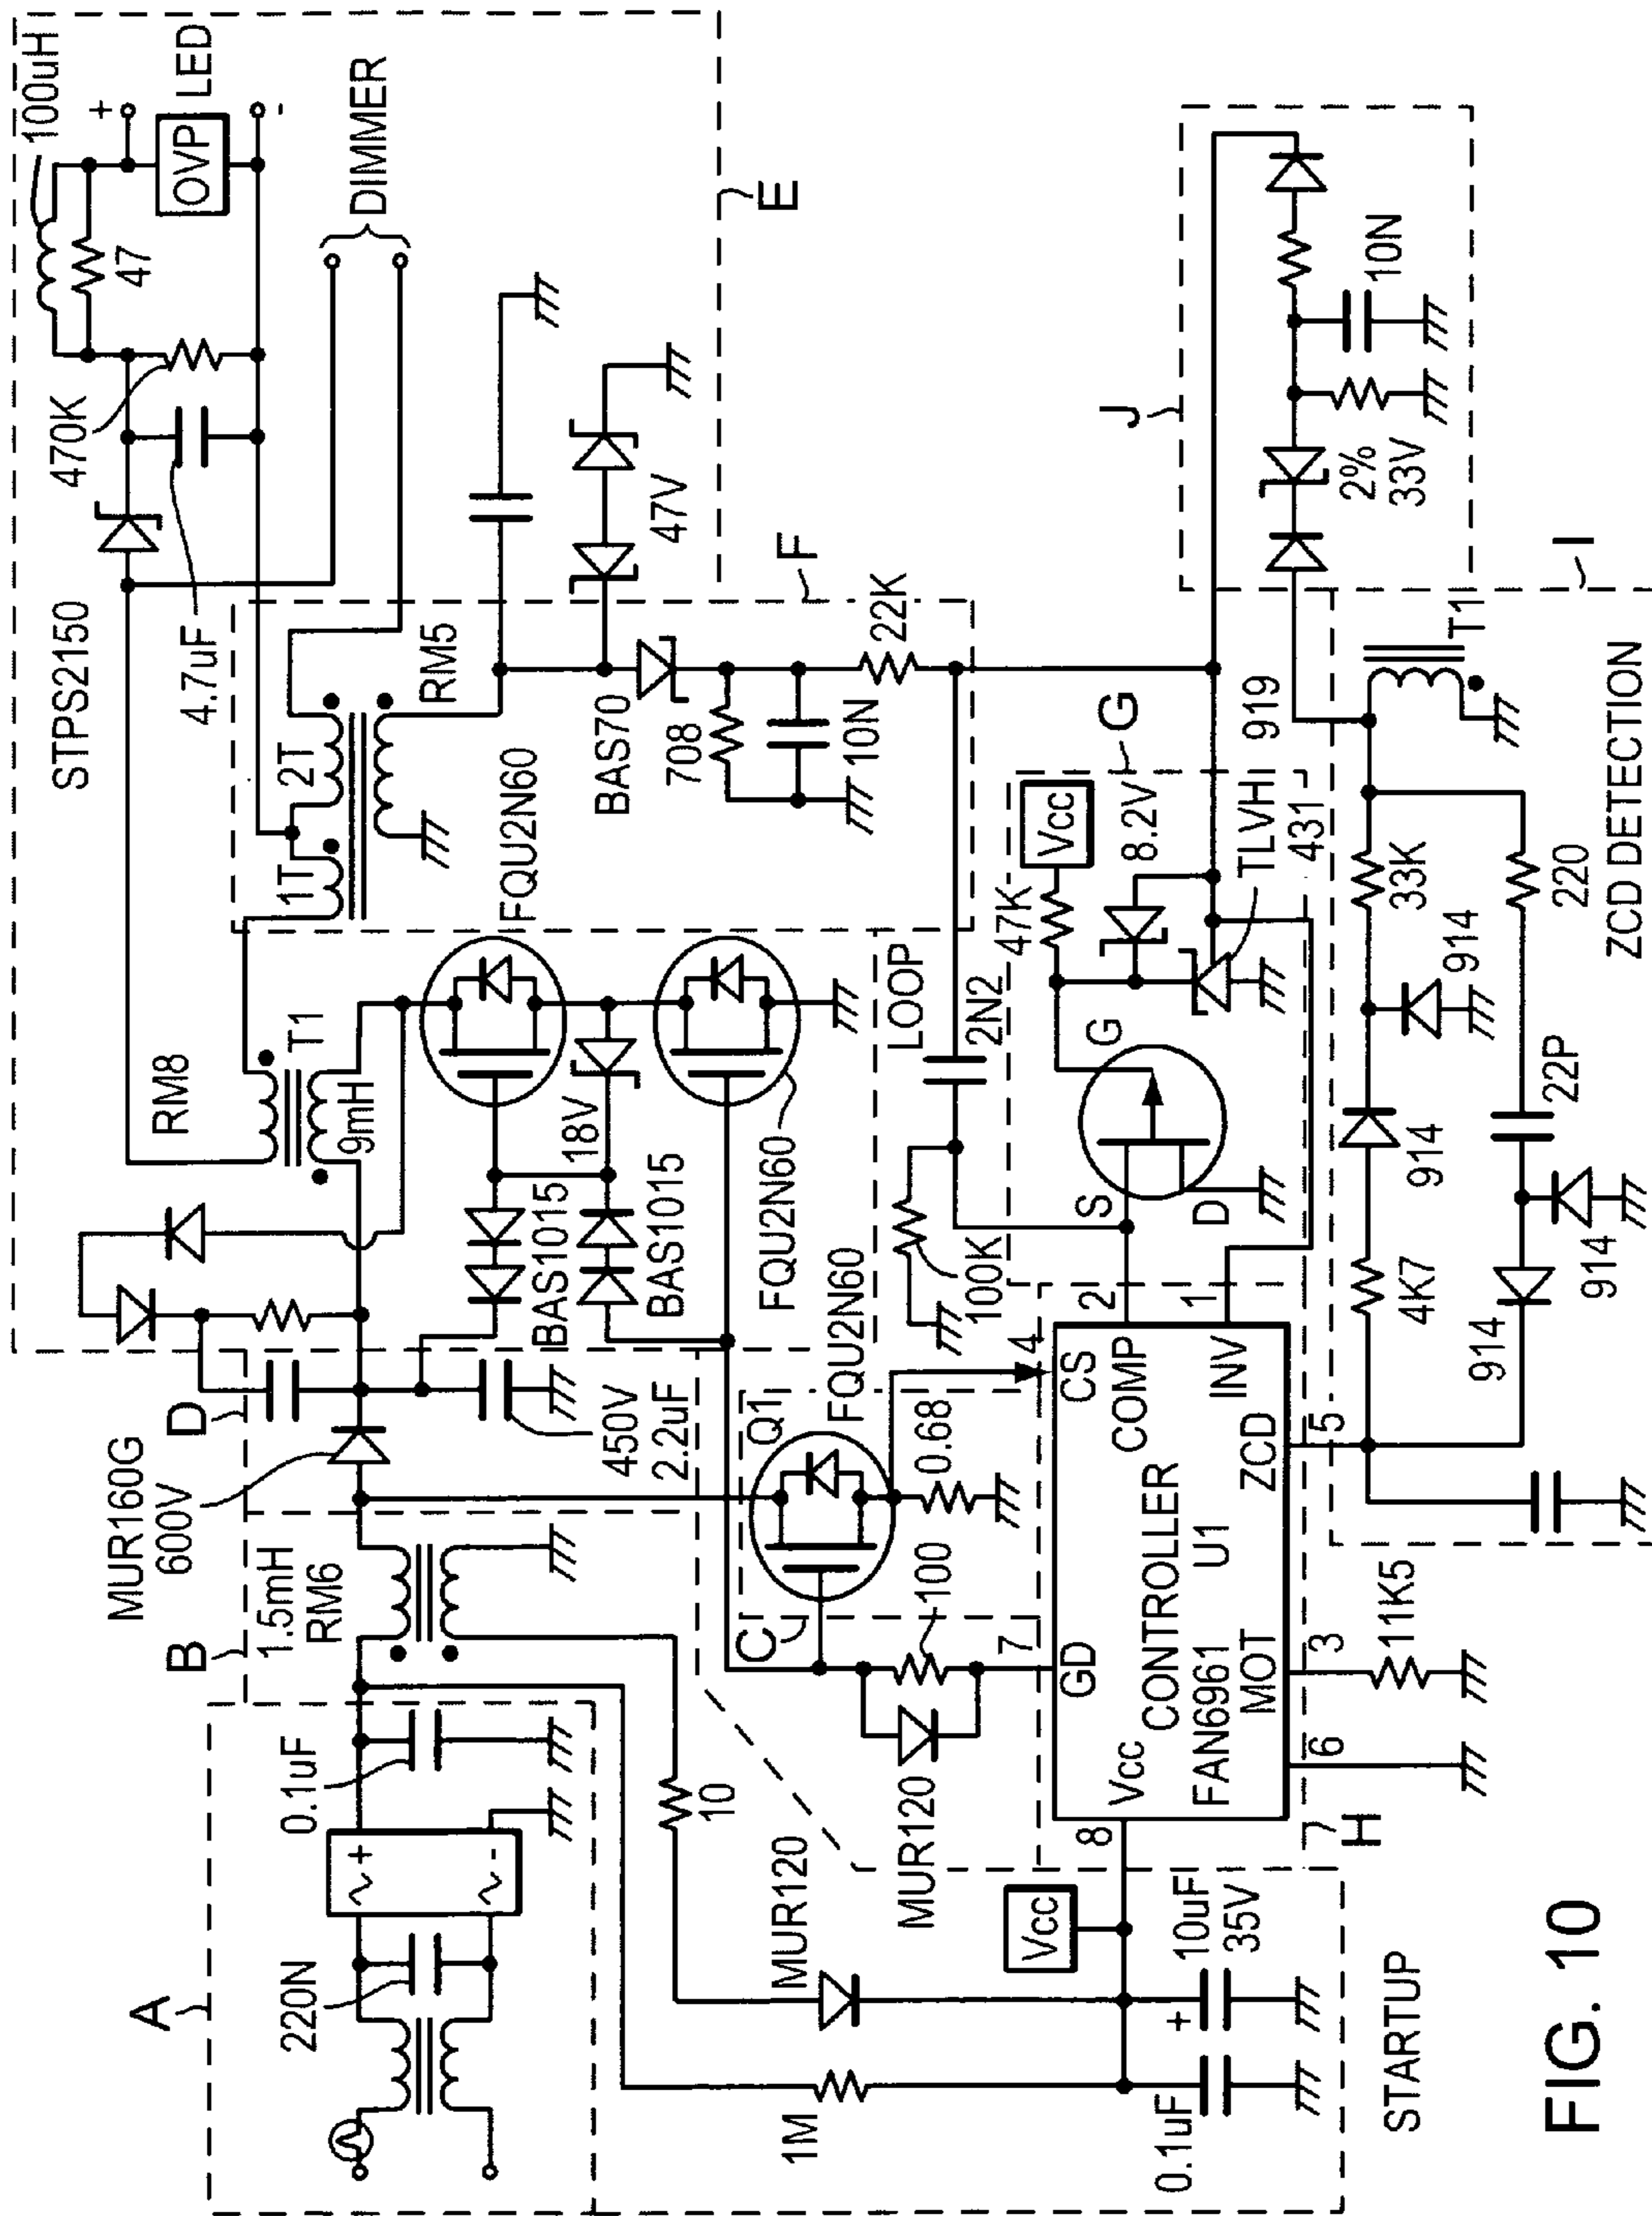 100uH
+
LED
OVP
-
47
DIMMER
E
470K
STPS2150
4.7uF
47V
F
RM5
2T
1T
BAS70
22K
708
10N
FQU2N60
RM8
T1
9mH
18V
BAS1015
BAS1015
FQU2N60
LOOP
2N2
100K
J
2%
33V
10N
I
T1
919
G
Vcc
8.2V
47K
TLVHI
431
G
S
D
33K
914
220
914
22P
4K7
914
914
ZCD DETECTION
D
MUR160G
600V
450V
2.2uF
B
1.5mH
RM6
Q1
FQU2N60
0.68
C
100
MUR120
4
CS
2
COMP
1
INV
5
ZCD
7
GD
CONTROLLER
U1
FAN6961
MOT
3
Vcc
8
6
7
H
11K5
A
220N
0.1uF
~ +
~ -
10
MUR120
1M
Vcc
+
10uF
35V
0.1uF
STARTUP
FIG. 10